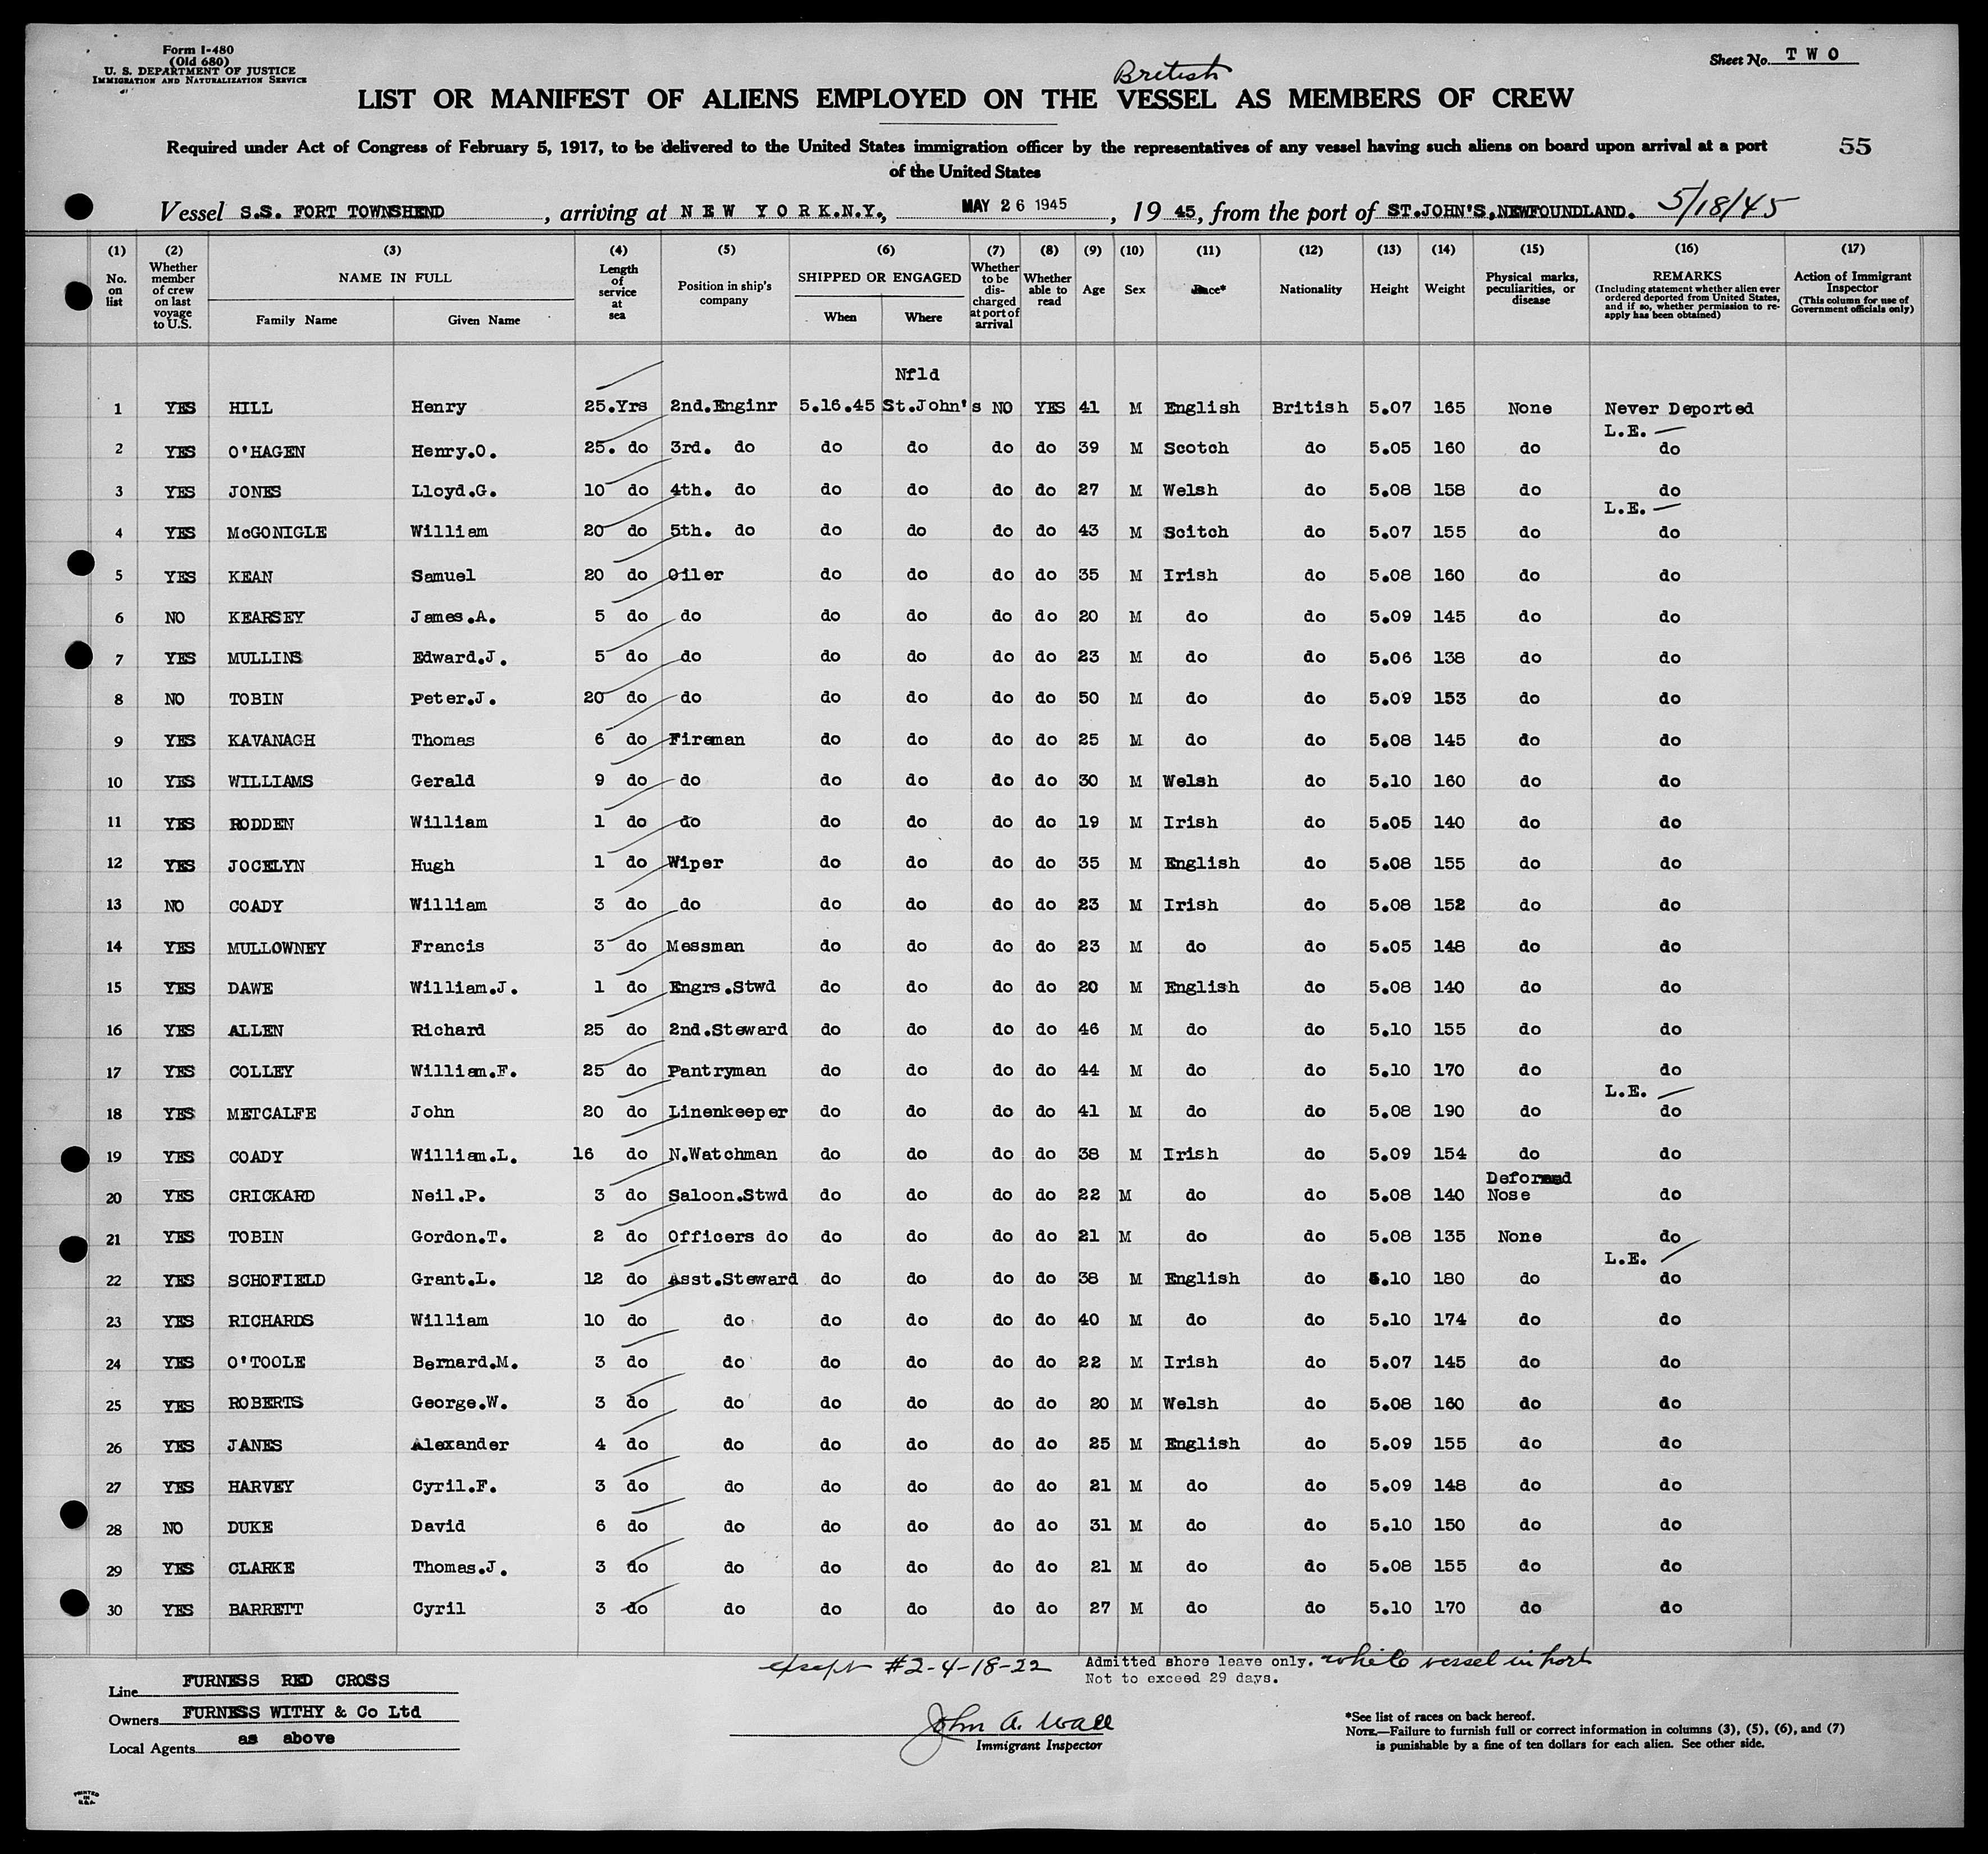 Form I-480
(Old 680)
U. S. DEPARTMENT OF JUSTICE
IMMIGRATION AND NATURALIZATION SERVICE
Sheet No. T W O
British
LIST OR MANIFEST OF ALIENS EMPLOYED ON THE VESSEL AS MEMBERS OF CREW
Required under Act of Congress of February 5, 1917, to be delivered to the United States immigration officer by the representatives of any vessel having such aliens on board upon arrival at a port
of the United States
55
Vessel S.S. FORT TOWNSHEND, arriving at N E W Y O R K.N.Y., MAY 26 1945, 19 45, from the port of ST.JOHN'S,NEWFOUNDLAND. 5/18/45
(1) No. on list
(2) Whether member of crew on last voyage to U.S.
(3) NAME IN FULL Family Name Given Name
(4) Length of service at sea
(5) Position in ship's company
(6) SHIPPED OR ENGAGED When Where
(7) Whether to be discharged at port of arrival
(8) Whether able to read
(9) Age
(10) Sex
(11) Race*
(12) Nationality
(13) Height
(14) Weight
(15) Physical marks, peculiarities, or disease
(16) REMARKS (Including statement whether alien ever ordered deported from United States, and if so, whether permission to re-apply has been obtained)
(17) Action of Immigrant Inspector (This column for use of Government officials only)
Nfld
1 YES HILL Henry 25.Yrs 2nd.Enginr 5.16.45 St.John's NO YES 41 M English British 5.07 165 None Never Deported
L.E. —
2 YES O'HAGEN Henry.O. 25. do 3rd. do do do do do 39 M Scotch do 5.05 160 do do
3 YES JONES Lloyd.G. 10 do 4th. do do do do do 27 M Welsh do 5.08 158 do do
L.E. —
4 YES McGONIGLE William 20 do 5th. do do do do do 43 M Scitch do 5.07 155 do do
5 YES KEAN Samuel 20 do Oiler do do do do 35 M Irish do 5.08 160 do do
6 NO KEARSEY James.A. 5 do do do do do do 20 M do do 5.09 145 do do
7 YES MULLINS Edward.J. 5 do do do do do do 23 M do do 5.06 138 do do
8 NO TOBIN Peter.J. 20 do do do do do do 50 M do do 5.09 153 do do
9 YES KAVANAGH Thomas 6 do Fireman do do do do 25 M do do 5.08 145 do do
10 YES WILLIAMS Gerald 9 do do do do do do 30 M Welsh do 5.10 160 do do
11 YES RODDEN William 1 do do do do do do 19 M Irish do 5.05 140 do do
12 YES JOCELYN Hugh 1 do Wiper do do do do 35 M English do 5.08 155 do do
13 NO COADY William 3 do do do do do do 23 M Irish do 5.08 152 do do
14 YES MULLOWNEY Francis 3 do Messman do do do do 23 M do do 5.05 148 do do
15 YES DAWE William.J. 1 do Engrs.Stwd do do do do 20 M English do 5.08 140 do do
16 YES ALLEN Richard 25 do 2nd.Steward do do do do 46 M do do 5.10 155 do do
17 YES COLLEY William.F. 25 do Pantryman do do do do 44 M do do 5.10 170 do do
L.E. —
18 YES METCALFE John 20 do Linenkeeper do do do do 41 M do do 5.08 190 do do
19 YES COADY William.L. 16 do N.Watchman do do do do 38 M Irish do 5.09 154 do do
Deformed
20 YES CRICKARD Neil.P. 3 do Saloon.Stwd do do do do 22 M do do 5.08 140 Nose do
21 YES TOBIN Gordon.T. 2 do Officers do do do do do 21 M do do 5.08 135 None do
L.E.
22 YES SCHOFIELD Grant.L. 12 do Asst.Steward do do do do 38 M English do 5.10 180 do do
23 YES RICHARDS William 10 do do do do do do 40 M do do 5.10 174 do do
24 YES O'TOOLE Bernard.M. 3 do do do do do do 22 M Irish do 5.07 145 do do
25 YES ROBERTS George.W. 3 do do do do do do 20 M Welsh do 5.08 160 do do
26 YES JANES Alexander 4 do do do do do do 25 M English do 5.09 155 do do
27 YES HARVEY Cyril.F. 3 do do do do do do 21 M do do 5.09 148 do do
28 NO DUKE David 6 do do do do do do 31 M do do 5.10 150 do do
29 YES CLARKE Thomas.J. 3 do do do do do do 21 M do do 5.08 155 do do
30 YES BARRETT Cyril 3 do do do do do do 27 M do do 5.10 170 do do
except #2-4-18-22 Admitted shore leave only. while vessel in port
Not to exceed 29 days.
Line FURNESS RED CROSS
Owners FURNESS WITHY & Co Ltd
Local Agents as above
John A. Wall
Immigrant Inspector
*See list of races on back hereof.
NOTE.—Failure to furnish full or correct information in columns (3), (5), (6), and (7)
is punishable by a fine of ten dollars for each alien. See other side.
PRINTED
IN
U.S.A.